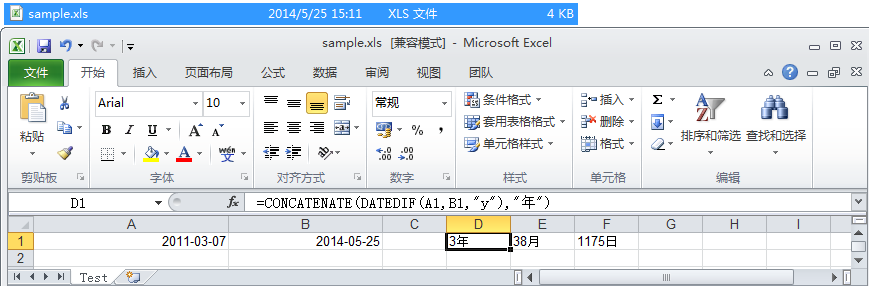 sample.xls 2014/5/25 15:11 XLS 文件 4 KB
sample.xls [兼容模式] - Microsoft Excel
文件 开始 插入 页面布局 公式 数据 审阅 视图 团队
Arial 10 常规 条件格式 插入 Σ
粘贴 B I U A A % , 套用表格格式 删除 排序和筛选 查找和选择
A wén 文 .00 单元格样式 格式
剪贴板 字体 对齐方式 数字 样式 单元格 编辑
D1 fx =CONCATENATE(DATEDIF(A1,B1,"y"),"年")
A B C D E F G H I
1 2011-03-07 2014-05-25 3年 38月 1175日
2
Test